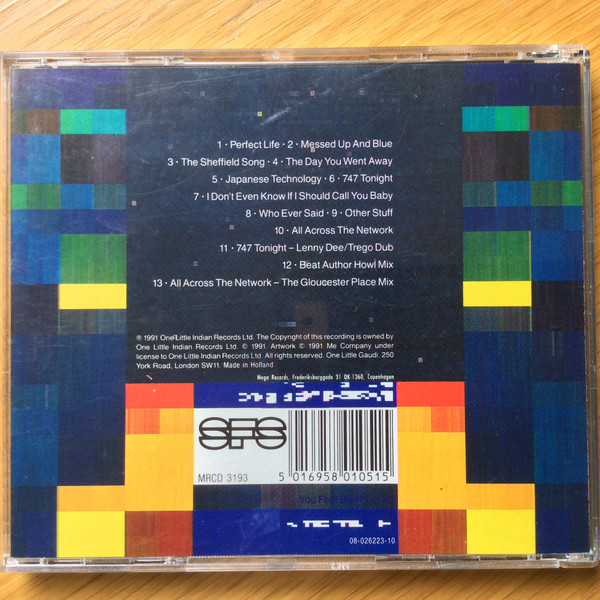 1 · Perfect Life · 2 · Messed Up And Blue
3 · The Sheffield Song · 4 · The Day You Went Away
5 · Japanese Technology · 6 · 747 Tonight
7 · I Don't Even Know If I Should Call You Baby
8 · Who Ever Said · 9 · Other Stuff
10 · All Across The Network
11 · 747 Tonight – Lenny Dee/Trego Dub
12 · Beat Author Howl Mix
13 · All Across The Network – The Gloucester Place Mix
℗ 1991 One Little Indian Records Ltd. The Copyright of this recording is owned by
One Little Indian Records Ltd. © 1991. Artwork © 1991 Me Company under
license to One Little Indian Records Ltd. All rights reserved. One Little Gaudi. 250
York Road, London SW11. Made in Holland
Mega Records, Frederiksborggade 31 DK-1360, Copenhagen
SFS
MRCD 3193
5 016958 010515
You Feel
08-026223-10